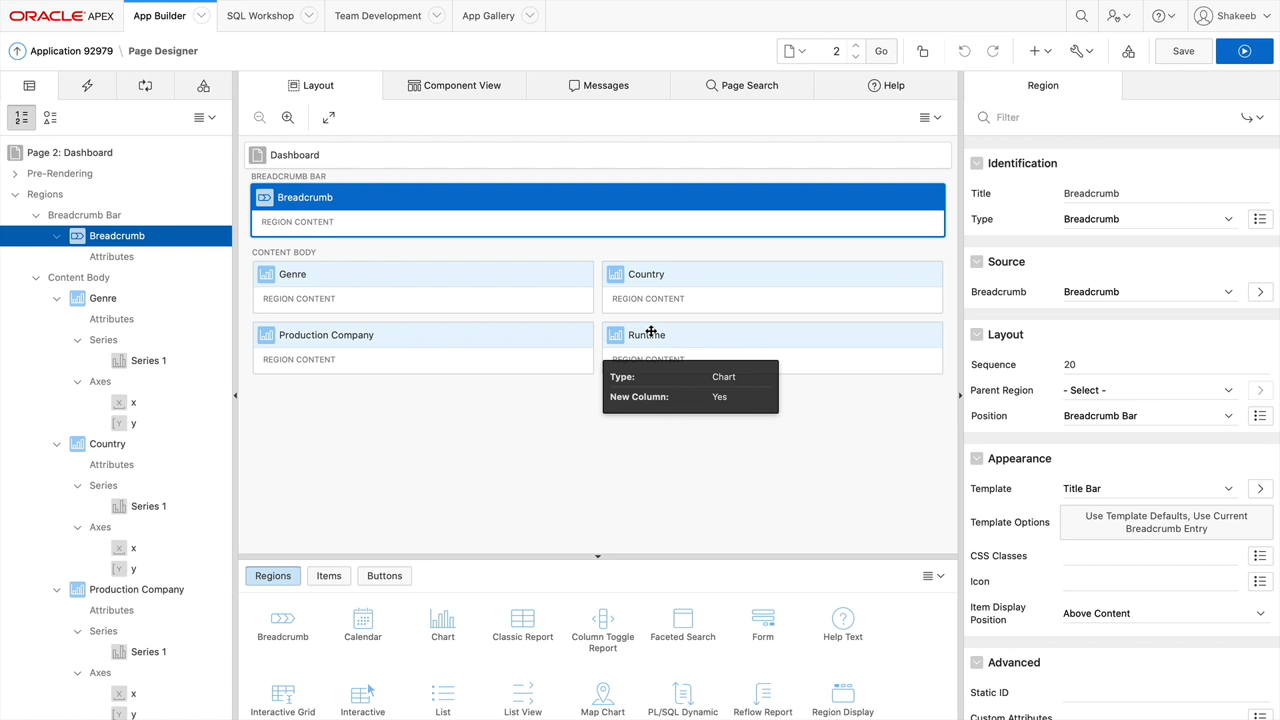 ORACLE APEX
App Builder
SQL Workshop
Team Development
App Gallery
Shakeeb
Application 92979 \ Page Designer
2
Go
Save
Layout
Component View
Messages
Page Search
Help
Region
Filter
Page 2: Dashboard
Pre-Rendering
Regions
Breadcrumb Bar
Breadcrumb
Attributes
Content Body
Genre
Attributes
Series
Series 1
Axes
x
y
Country
Attributes
Series
Series 1
Axes
x
y
Production Company
Attributes
Series
Series 1
Axes
x
y
Dashboard
BREADCRUMB BAR
Breadcrumb
REGION CONTENT
CONTENT BODY
Genre
REGION CONTENT
Country
REGION CONTENT
Production Company
REGION CONTENT
Runtime
REGION CONTENT
Type: Chart
New Column: Yes
Regions
Items
Buttons
Breadcrumb
Calendar
Chart
Classic Report
Column Toggle
Report
Faceted Search
Form
Help Text
Interactive Grid
Interactive
List
List View
Map Chart
PL/SQL Dynamic
Reflow Report
Region Display
Identification
Title Breadcrumb
Type Breadcrumb
Source
Breadcrumb Breadcrumb
Layout
Sequence 20
Parent Region - Select -
Position Breadcrumb Bar
Appearance
Template Title Bar
Template Options Use Template Defaults, Use Current
Breadcrumb Entry
CSS Classes
Icon
Item Display
Position
Above Content
Advanced
Static ID
Custom Attributes